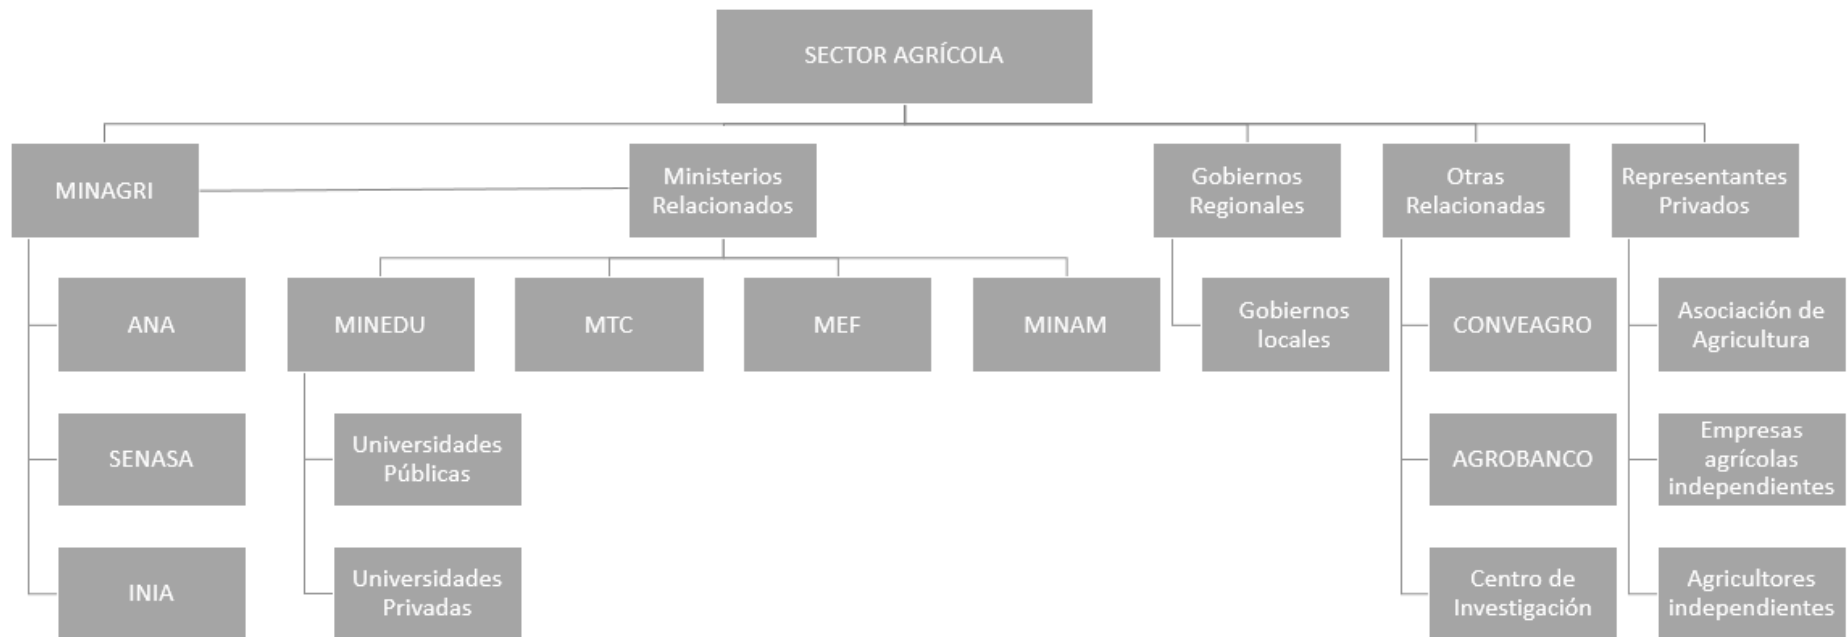 SECTOR AGRÍCOLA
MINAGRI
Ministerios
Relacionados
Gobiernos
Regionales
Otras
Relacionadas
Representantes
Privados
ANA
MINEDU
MTC
MEF
MINAM
Gobiernos
locales
CONVEAGRO
Asociación de
Agricultura
SENASA
Universidades
Públicas
AGROBANCO
Empresas
agrícolas
independientes
INIA
Universidades
Privadas
Centro de
Investigación
Agricultores
independientes